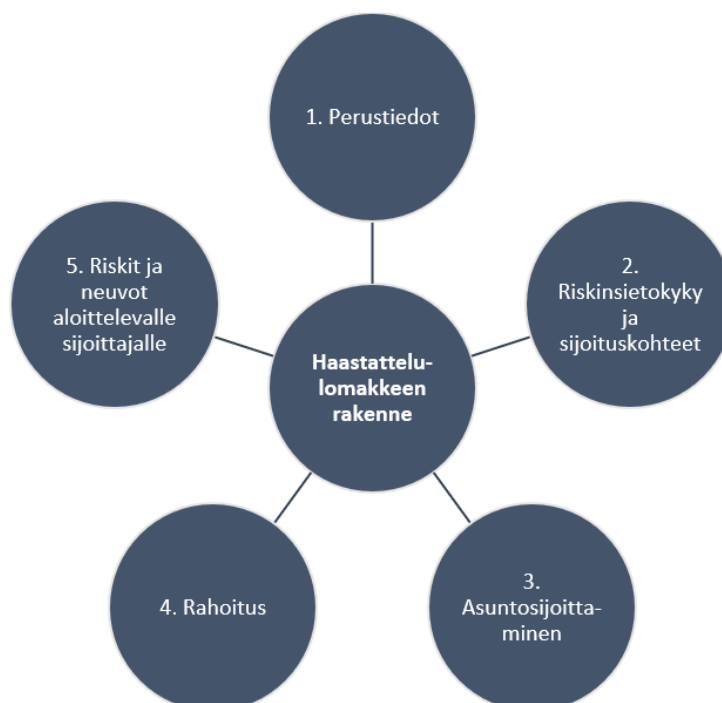 1. Perustiedot
2.
Riskinsietokyky
ja
sijoituskohteet
3.
Asuntosijoitta-
minen
4. Rahoitus
5. Riskit ja
neuvot
aloittelevalle
sijoittajalle
Haastattelu-
lomakkeen
rakenne